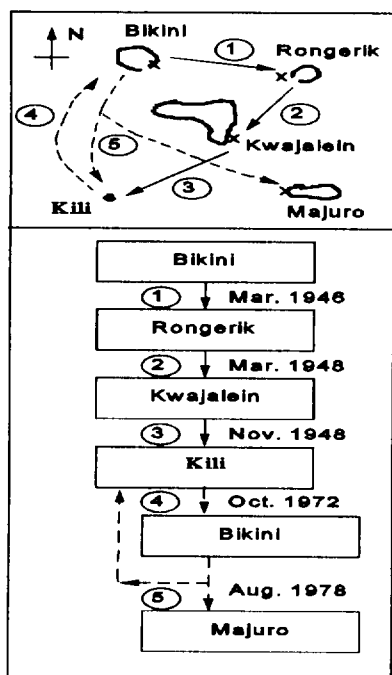 Bikini
N
1
Rongerik
4
2
5
Kwajalein
3
Kili
Majuro
Bikini
1 Mar. 1946
Rongerik
2 Mar. 1948
Kwajalein
3 Nov. 1948
Kili
4 Oct. 1972
Bikini
Aug. 1978
5
Majuro